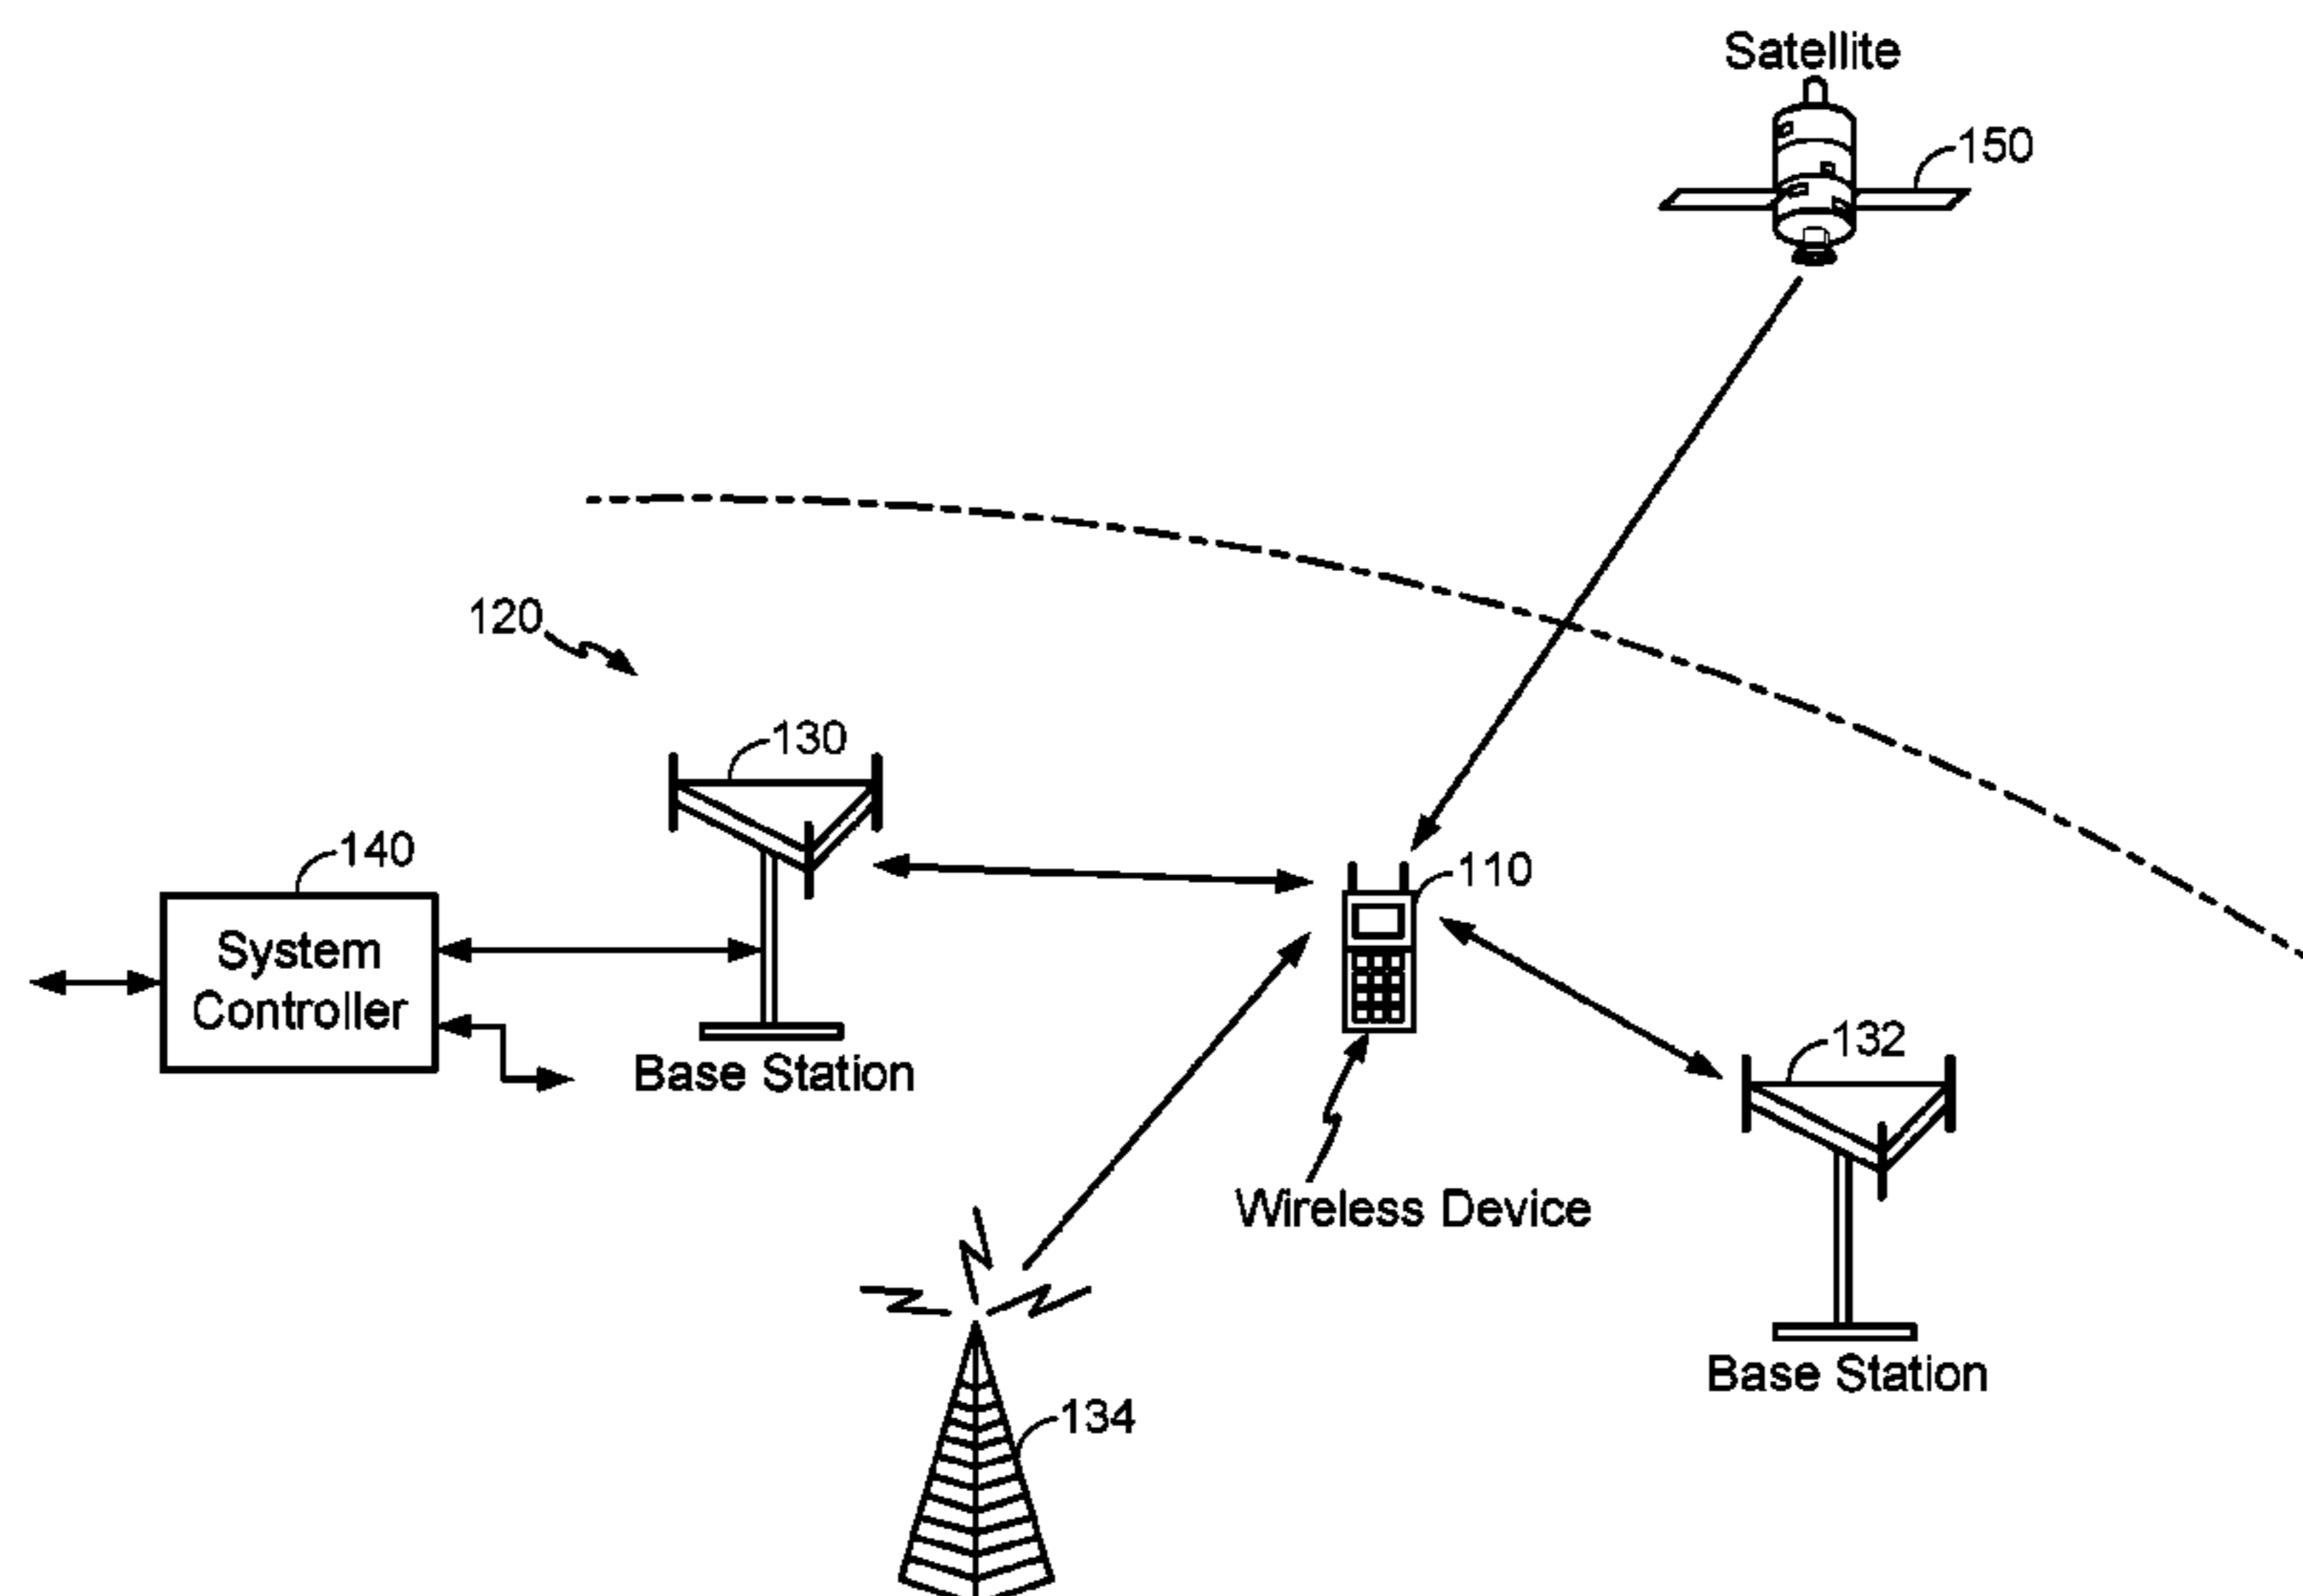 Satellite
150
120
130
140
110
System
Controller
132
Base Station
Wireless Device
Base Station
134